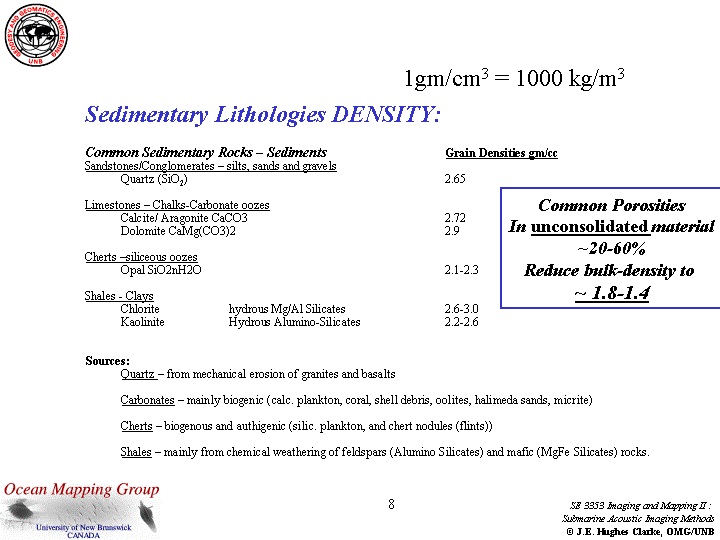 GEODESY AND GEOMATICS ENGINEERING
UNB
1gm/cm³ = 1000 kg/m³
Sedimentary Lithologies DENSITY:
Common Sedimentary Rocks – Sediments Grain Densities gm/cc
Sandstones/Conglomerates – silts, sands and gravels
Quartz (SiO₂) 2.65
Limestones – Chalks-Carbonate oozes
Calcite/ Aragonite CaCO3 2.72
Dolomite CaMg(CO3)2 2.9
Cherts –siliceous oozes
Opal SiO2nH2O 2.1-2.3
Shales - Clays
Chlorite hydrous Mg/Al Silicates 2.6-3.0
Kaolinite Hydrous Alumino-Silicates 2.2-2.6
Common Porosities
In unconsolidated material
~20-60%
Reduce bulk-density to
~ 1.8-1.4
Sources:
Quartz – from mechanical erosion of granites and basalts
Carbonates – mainly biogenic (calc. plankton, coral, shell debris, oolites, halimeda sands, micrite)
Cherts – biogenous and authigenic (silic. plankton, and chert nodules (flints))
Shales – mainly from chemical weathering of feldspars (Alumino Silicates) and mafic (MgFe Silicates) rocks.
Ocean Mapping Group
University of New Brunswick
CANADA
8
SE 3353 Imaging and Mapping II :
Submarine Acoustic Imaging Methods
© J.E. Hughes Clarke, OMG/UNB